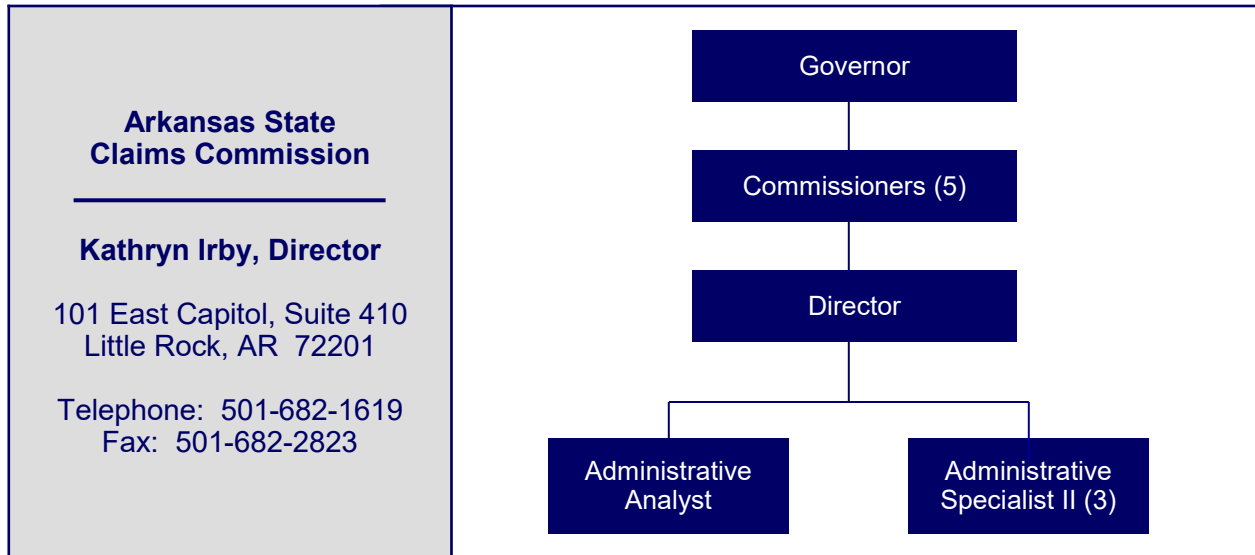 Arkansas State
Claims Commission
Kathryn Irby, Director
101 East Capitol, Suite 410
Little Rock, AR  72201
Telephone:  501-682-1619
Fax:  501-682-2823
Governor
Commissioners (5)
Director
Administrative
Analyst
Administrative
Specialist II (3)